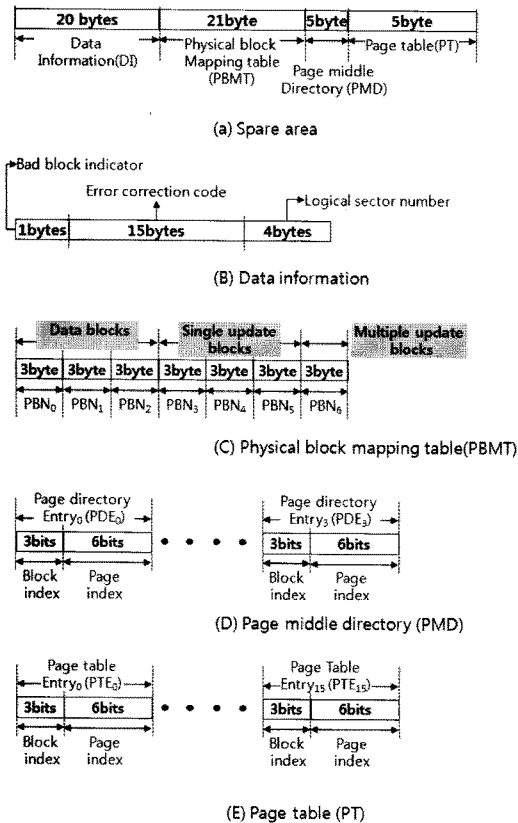 20 bytes 21byte 5byte 5byte
Data Information(DI)
Physical block Mapping table (PBMT)
Page middle Directory (PMD)
Page table(PT)
(a) Spare area
Bad block indicator
Error correction code
Logical sector number
1bytes 15bytes 4bytes
(B) Data information
Data blocks
Single update blocks
Multiple update blocks
3byte 3byte 3byte 3byte 3byte 3byte 3byte
PBN0 PBN1 PBN2 PBN3 PBN4 PBN5 PBN6
(C) Physical block mapping table(PBMT)
Page directory Entry0 (PDE0)
Page directory Entry3 (PDE3)
3bits 6bits • • • • 3bits 6bits
Block index Page index Block index Page index
(D) Page middle directory (PMD)
Page table Entry0 (PTE0)
Page Table Entry15 (PTE15)
3bits 6bits • • • • 3bits 6bits
Block index Page index Block index Page index
(E) Page table (PT)